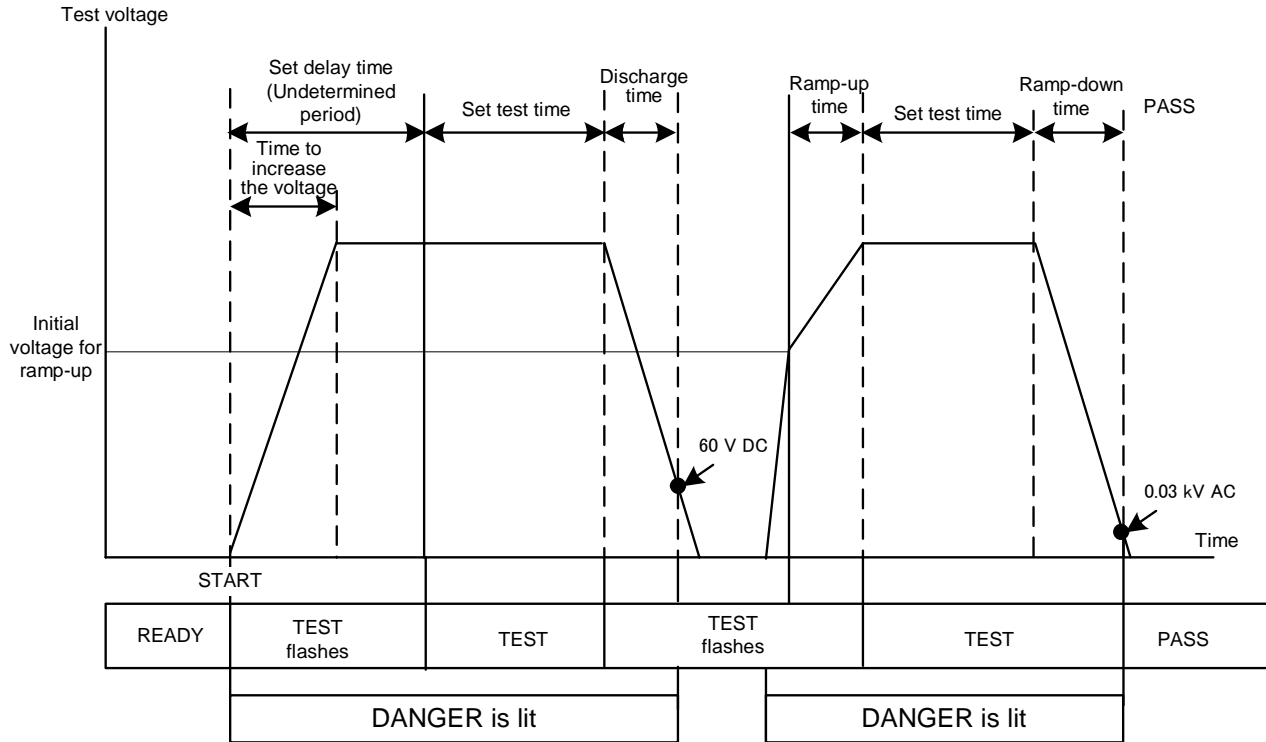 Test voltage
Set delay time
(Undetermined
period)
Set test time
Discharge
time
Ramp-up
time
Set test time
Ramp-down
time
PASS
Time to
increase
the voltage
Initial
voltage for
ramp-up
60 V DC
0.03 kV AC
Time
START
READY
TEST
flashes
TEST
TEST
flashes
TEST
PASS
DANGER is lit
DANGER is lit